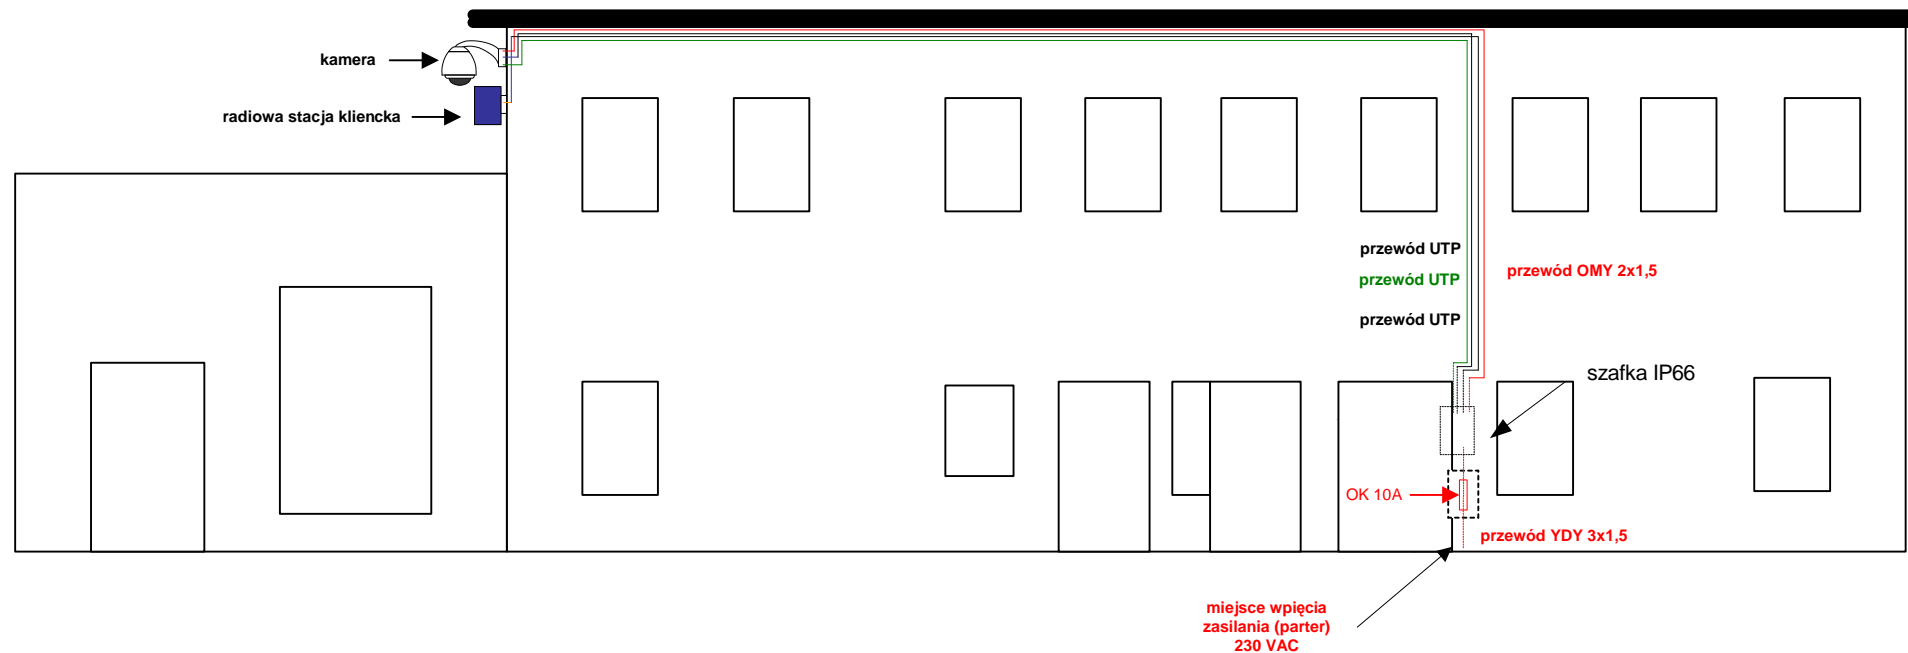 kamera
radiowa stacja kliencka
przewód UTP
przewód OMY 2x1,5
przewód UTP
przewód UTP
szafka IP66
OK 10A
przewód YDY 3x1,5
miejsce wpięcia
zasilania (parter)
230 VAC